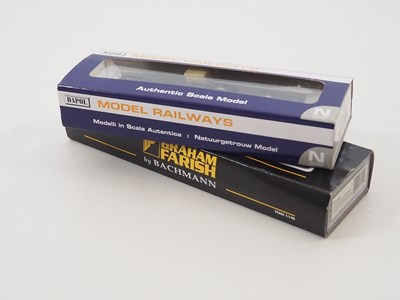 DAPOL
Authentic Scale Model
MODEL RAILWAYS
Modelli in Scala Autentica : Natuurgetrouw Model
N
N
GRAHAM
FARISH
by BACHMANN